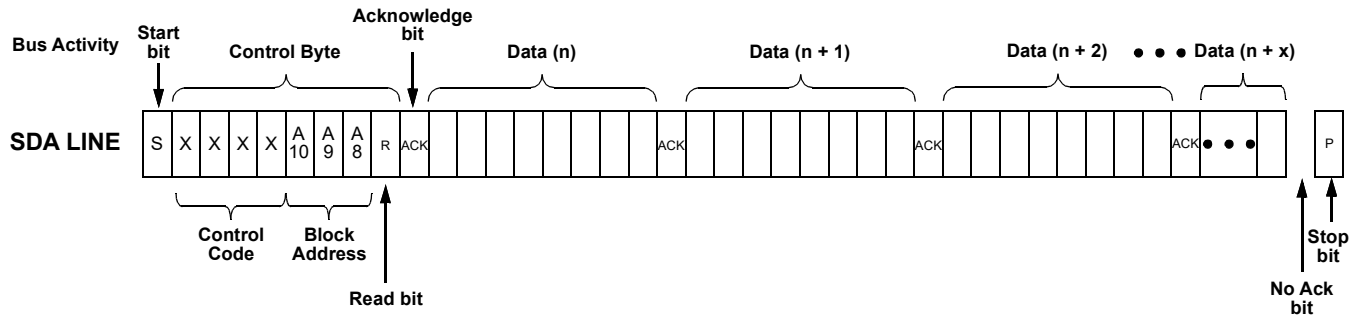 Bus Activity
Start
bit
Control Byte
Acknowledge
bit
Data (n)
Data (n + 1)
Data (n + 2)
● ● ●
Data (n + x)
SDA LINE
S
X
X
X
X
A
10
A
9
A
8
R
ACK
ACK
ACK
ACK
● ● ●
P
Control
Code
Block
Address
Read bit
No Ack
bit
Stop
bit